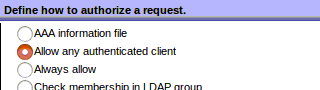 Define how to authorize a request.
AAA information file
Allow any authenticated client
Always allow
Check membership in LDAP group